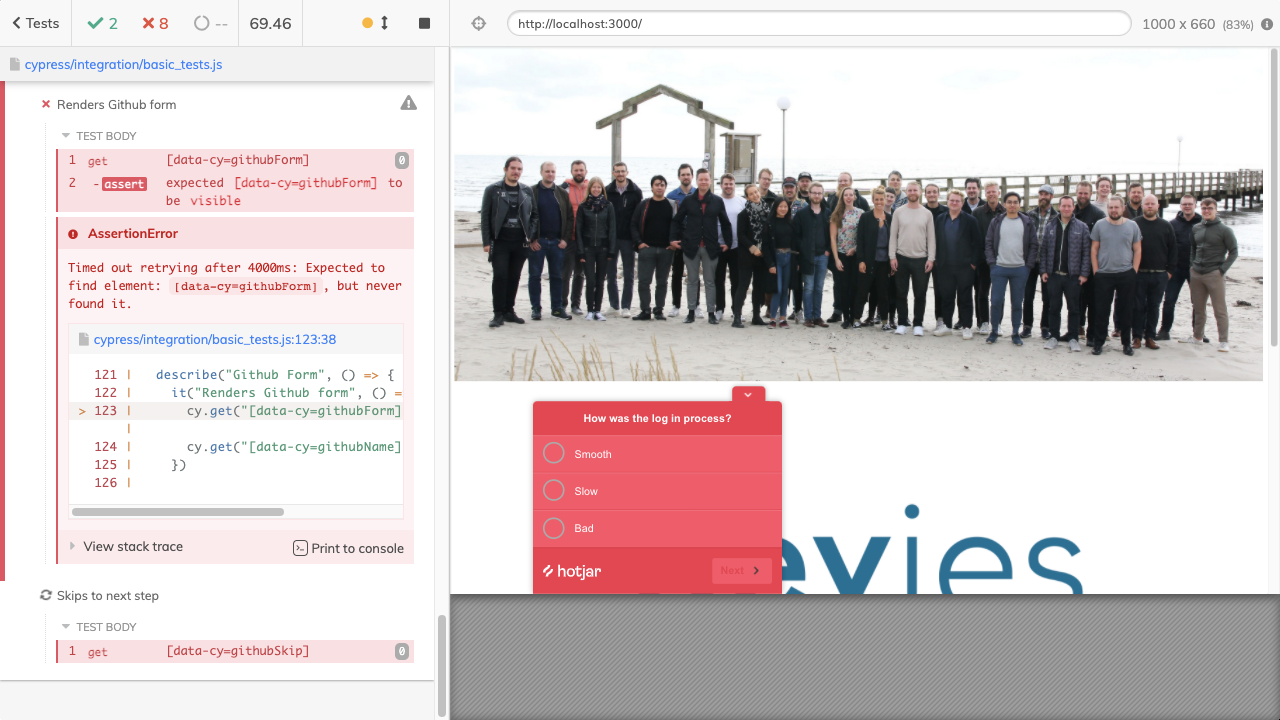 Tests
2
8
--
69.46
http://localhost:3000/
1000 x 660 (83%)
cypress/integration/basic_tests.js
Renders Github form
TEST BODY
1 get [data-cy=githubForm] 0
2 -assert expected [data-cy=githubForm] to
be visible
AssertionError
Timed out retrying after 4000ms: Expected to
find element: [data-cy=githubForm], but never
found it.
cypress/integration/basic_tests.js:123:38
121 | describe("Github Form", () => {
122 | it("Renders Github form", () =
> 123 | cy.get("[data-cy=githubForm]
|
124 | cy.get("[data-cy=githubName]
125 | })
126 |
View stack trace
Print to console
Skips to next step
TEST BODY
1 get [data-cy=githubSkip] 0
How was the log in process?
Smooth
Slow
Bad
hotjar
Next
evies